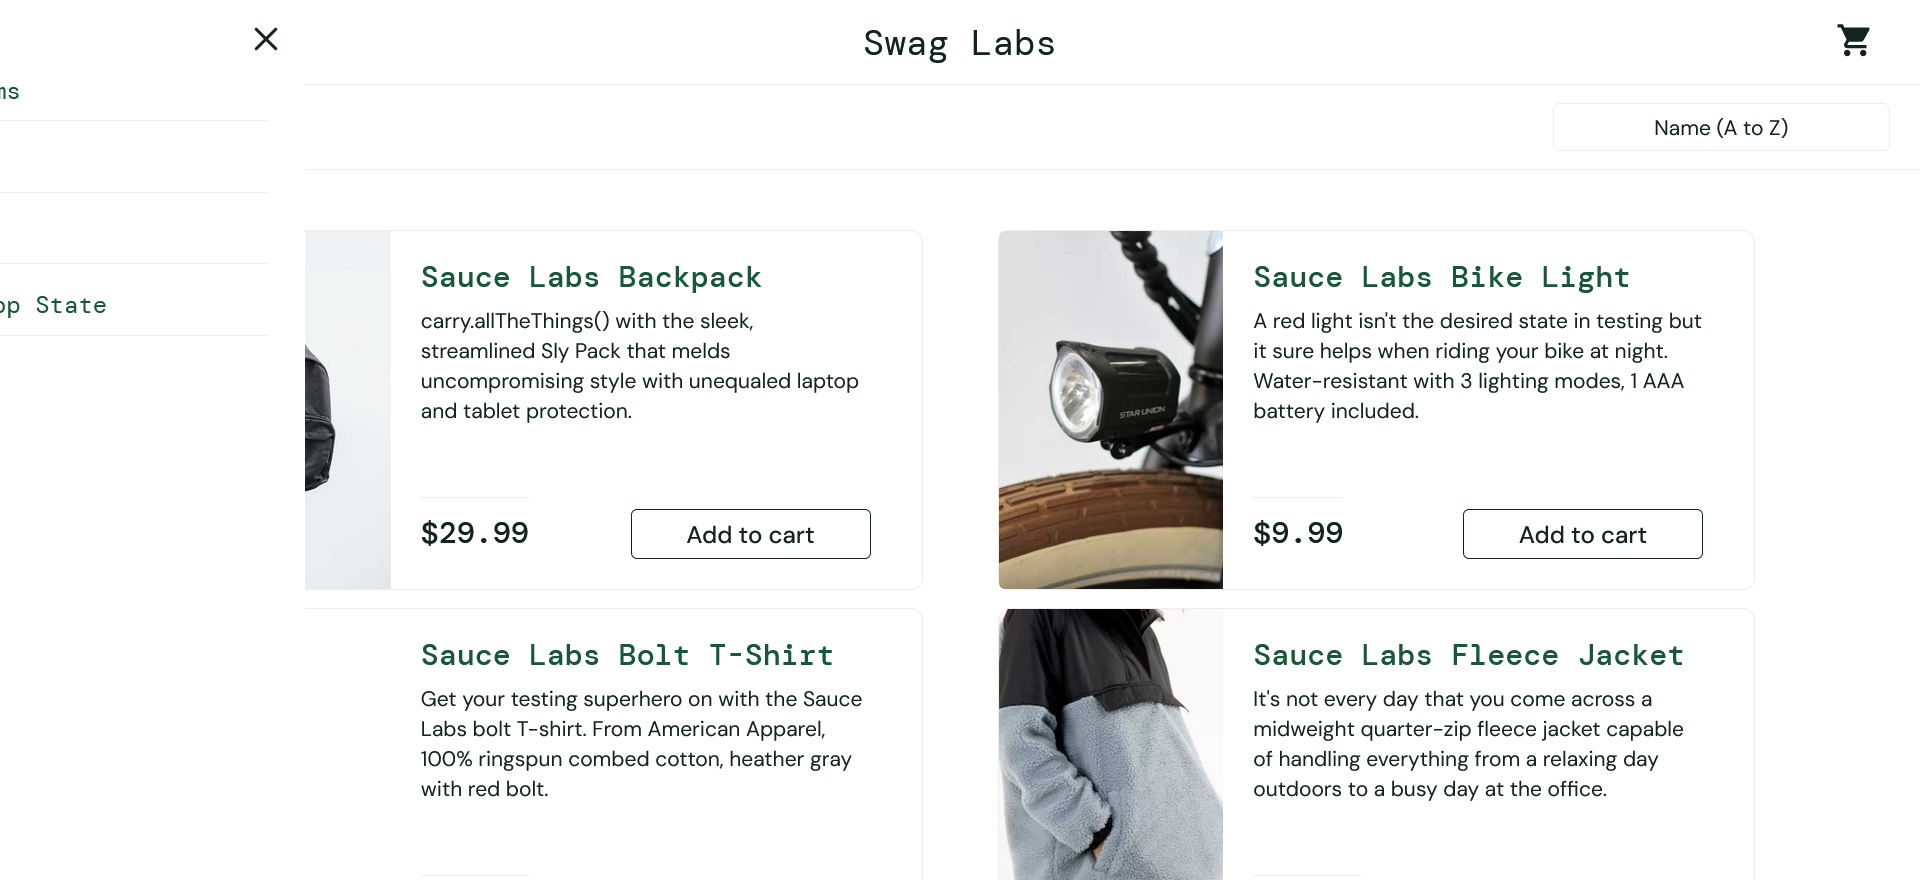 Swag Labs
Name (A to Z)
ms
op State
Sauce Labs Backpack
carry.allTheThings() with the sleek,
streamlined Sly Pack that melds
uncompromising style with unequaled laptop
and tablet protection.
$29.99
Add to cart
Sauce Labs Bike Light
A red light isn't the desired state in testing but
it sure helps when riding your bike at night.
Water-resistant with 3 lighting modes, 1 AAA
battery included.
STAR UNION
$9.99
Add to cart
Sauce Labs Bolt T-Shirt
Get your testing superhero on with the Sauce
Labs bolt T-shirt. From American Apparel,
100% ringspun combed cotton, heather gray
with red bolt.
Sauce Labs Fleece Jacket
It's not every day that you come across a
midweight quarter-zip fleece jacket capable
of handling everything from a relaxing day
outdoors to a busy day at the office.